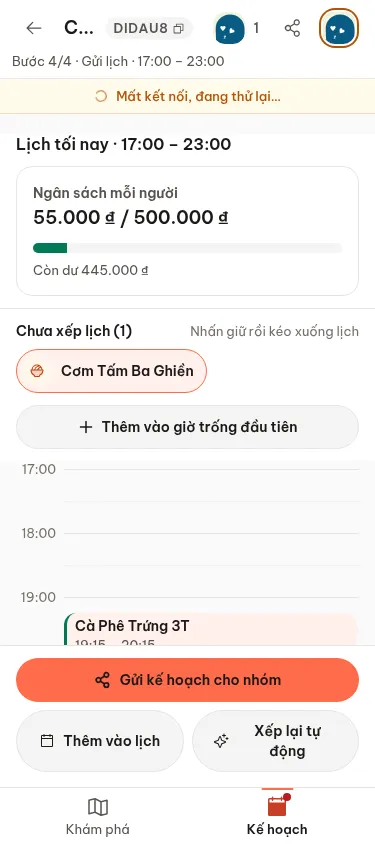 C...
DIDAU8
1
Bước 4/4 · Gửi lịch · 17:00 – 23:00
Mất kết nối, đang thử lại...
Lịch tối nay · 17:00 – 23:00
Ngân sách mỗi người
55.000 ₫ / 500.000 ₫
Còn dư 445.000 ₫
Chưa xếp lịch (1)
Nhấn giữ rồi kéo xuống lịch
Cơm Tấm Ba Ghiền
Thêm vào giờ trống đầu tiên
17:00
18:00
19:00
Cà Phê Trứng 3T
19:15 – 20:15
Gửi kế hoạch cho nhóm
Thêm vào lịch
Xếp lại tự
động
Khám phá
Kế hoạch